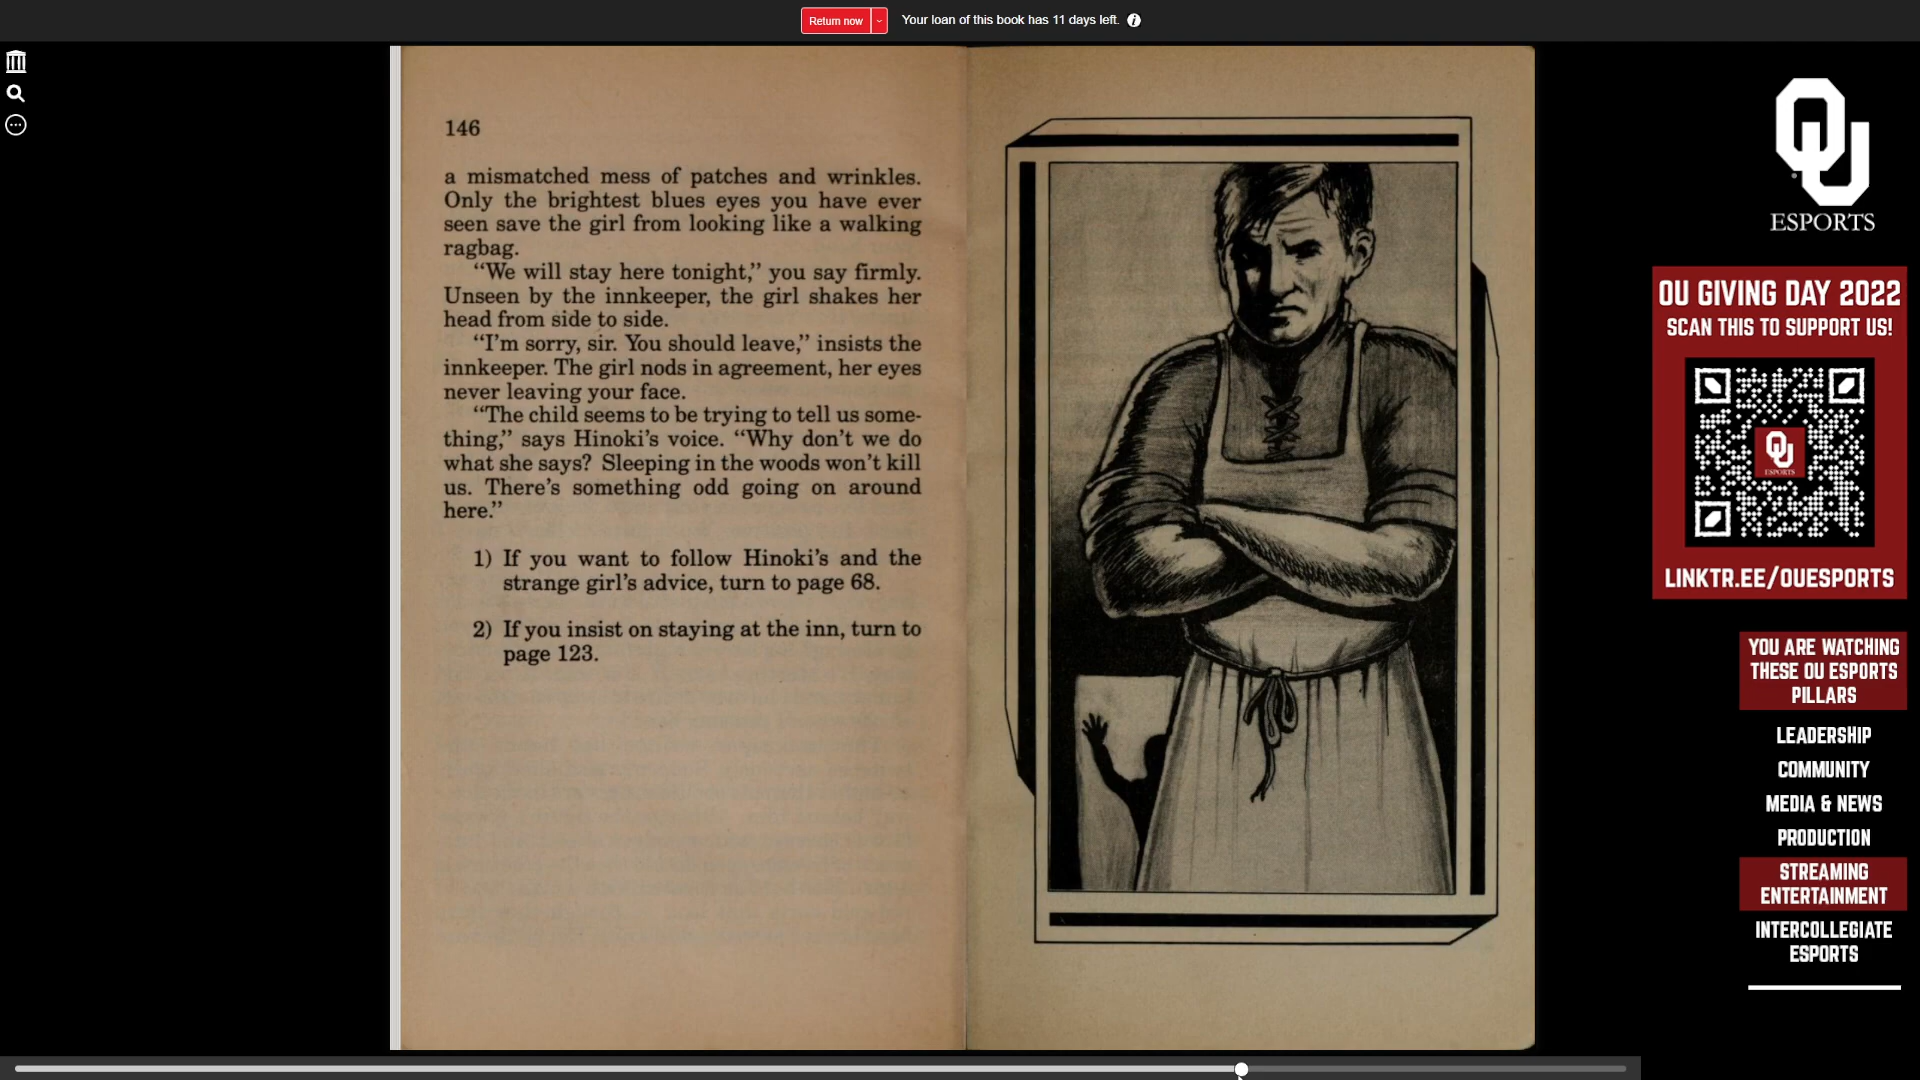 Return now
Your loan of this book has 11 days left.
146
a mismatched mess of patches and wrinkles.
Only the brightest blues eyes you have ever
seen save the girl from looking like a walking
ragbag.
“We will stay here tonight,” you say firmly.
Unseen by the innkeeper, the girl shakes her
head from side to side.
“I'm sorry, sir. You should leave,” insists the
innkeeper. The girl nods in agreement, her eyes
never leaving your face.
“The child seems to be trying to tell us some-
thing,” says Hinoki’s voice. “Why don’t we do
what she says? Sleeping in the woods won’t kill
us. There’s something odd going on around
here.”
1) If you want to follow Hinoki’s and the
strange girl’s advice, turn to page 68.
2) If you insist on staying at the inn, turn to
page 123.
OU
ESPORTS
OU GIVING DAY 2022
SCAN THIS TO SUPPORT US!
OU
ESPORTS
LINKTR.EE/OUESPORTS
YOU ARE WATCHING
THESE OU ESPORTS
PILLARS
LEADERSHIP
COMMUNITY
MEDIA & NEWS
PRODUCTION
STREAMING
ENTERTAINMENT
INTERCOLLEGIATE
ESPORTS